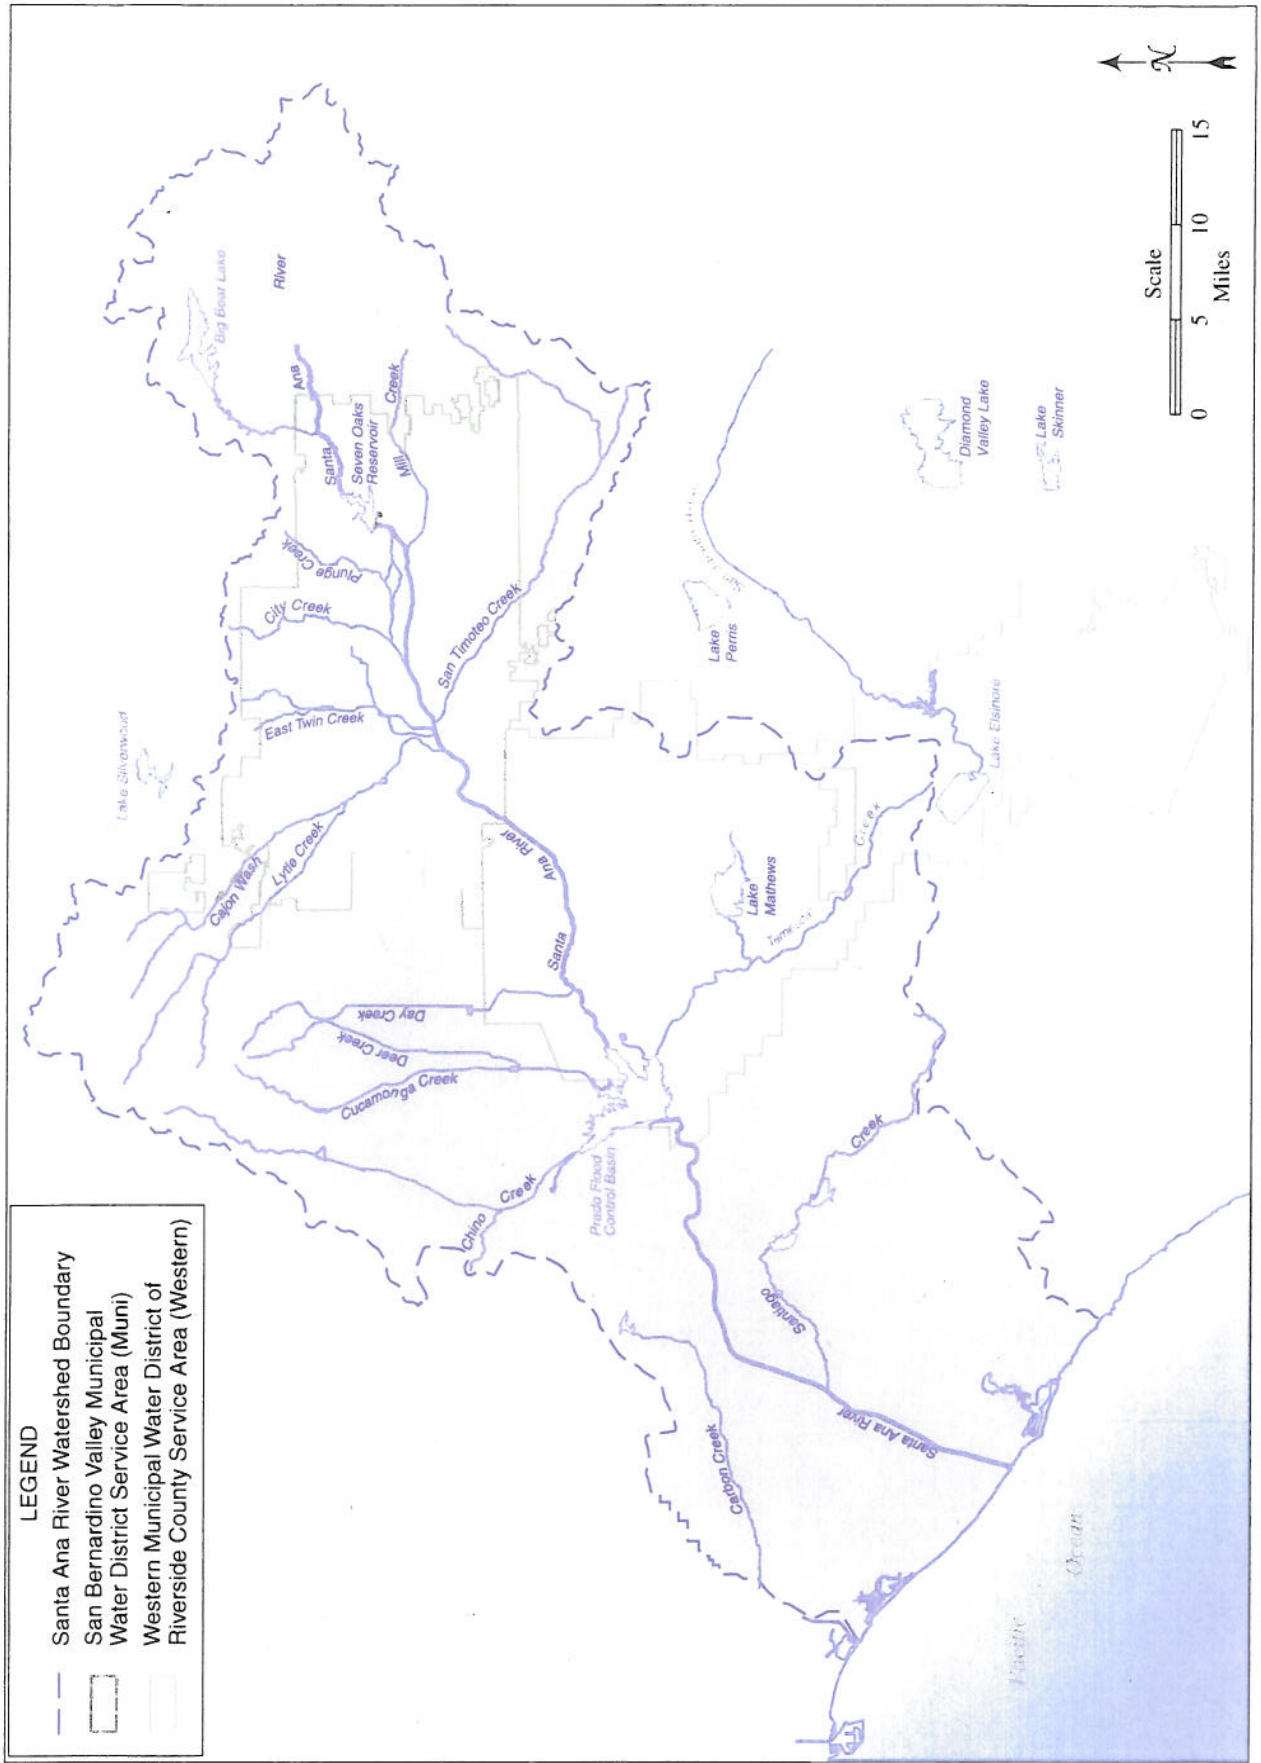 LEGEND
Santa Ana River Watershed Boundary
San Bernardino Valley Municipal
Water District Service Area (Muni)
Western Municipal Water District of
Riverside County Service Area (Western)
Lake Silverwood
Big Bear Lake
River
Ana
Santa
Seven Oaks
Reservoir
Mill
Creek
Plunge
Creek
City Creek
East Twin Creek
San Timoteo Creek
Cajon Wash
Lytle Creek
Day Creek
Deer Creek
Cucamonga Creek
Chino
Creek
Prado Flood
Control Basin
Santa
Ana
River
Lake
Perris
Lake
Mathews
Creek
Lake Elsinore
Diamond
Valley Lake
Lake
Skinner
Santiago
Creek
Carbon Creek
Santa Ana River
Pacific
Ocean
N
Scale
0 5 10 15
Miles